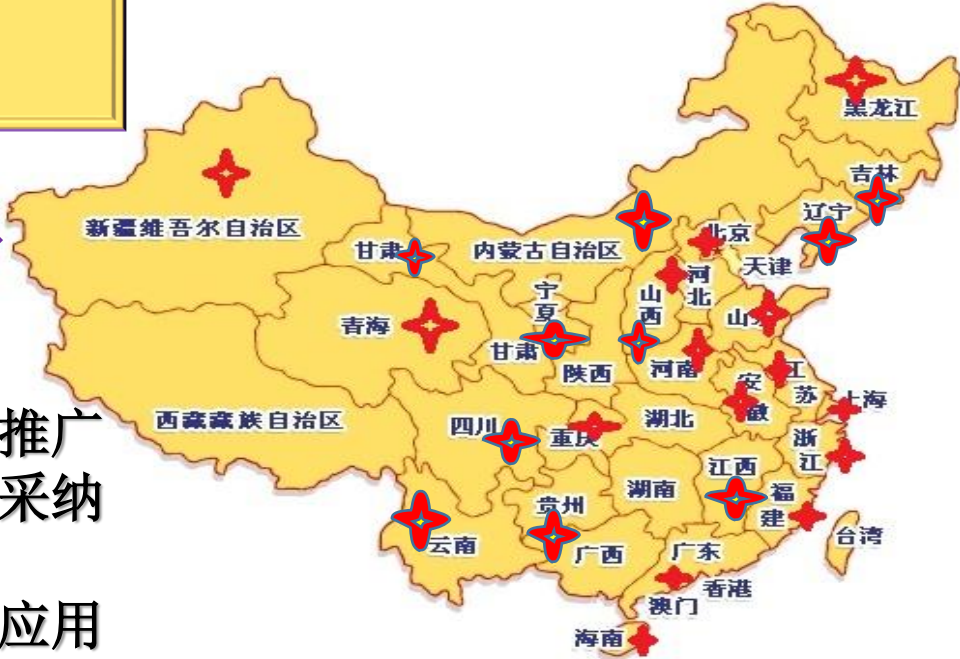 黑龙江
吉林
辽宁
新疆维吾尔自治区
甘肃
内蒙古自治区
北京
天津
宁夏
山西
河北
山东
青海
甘肃
陕西
河南
安徽
江苏
上海
推广
西藏藏族自治区
四川
重庆
湖北
浙江
采纳
江西
湖南
福建
贵州
云南
广西
广东
台湾
香港
澳门
应用
海南